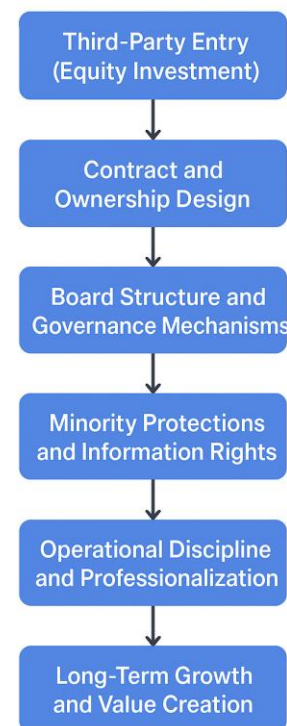 Third-Party Entry
(Equity Investment)
Contract and
Ownership Design
Board Structure and
Governance Mechanisms
Minority Protections
and Information Rights
Operational Discipline
and Professionalization
Long-Term Growth
and Value Creation